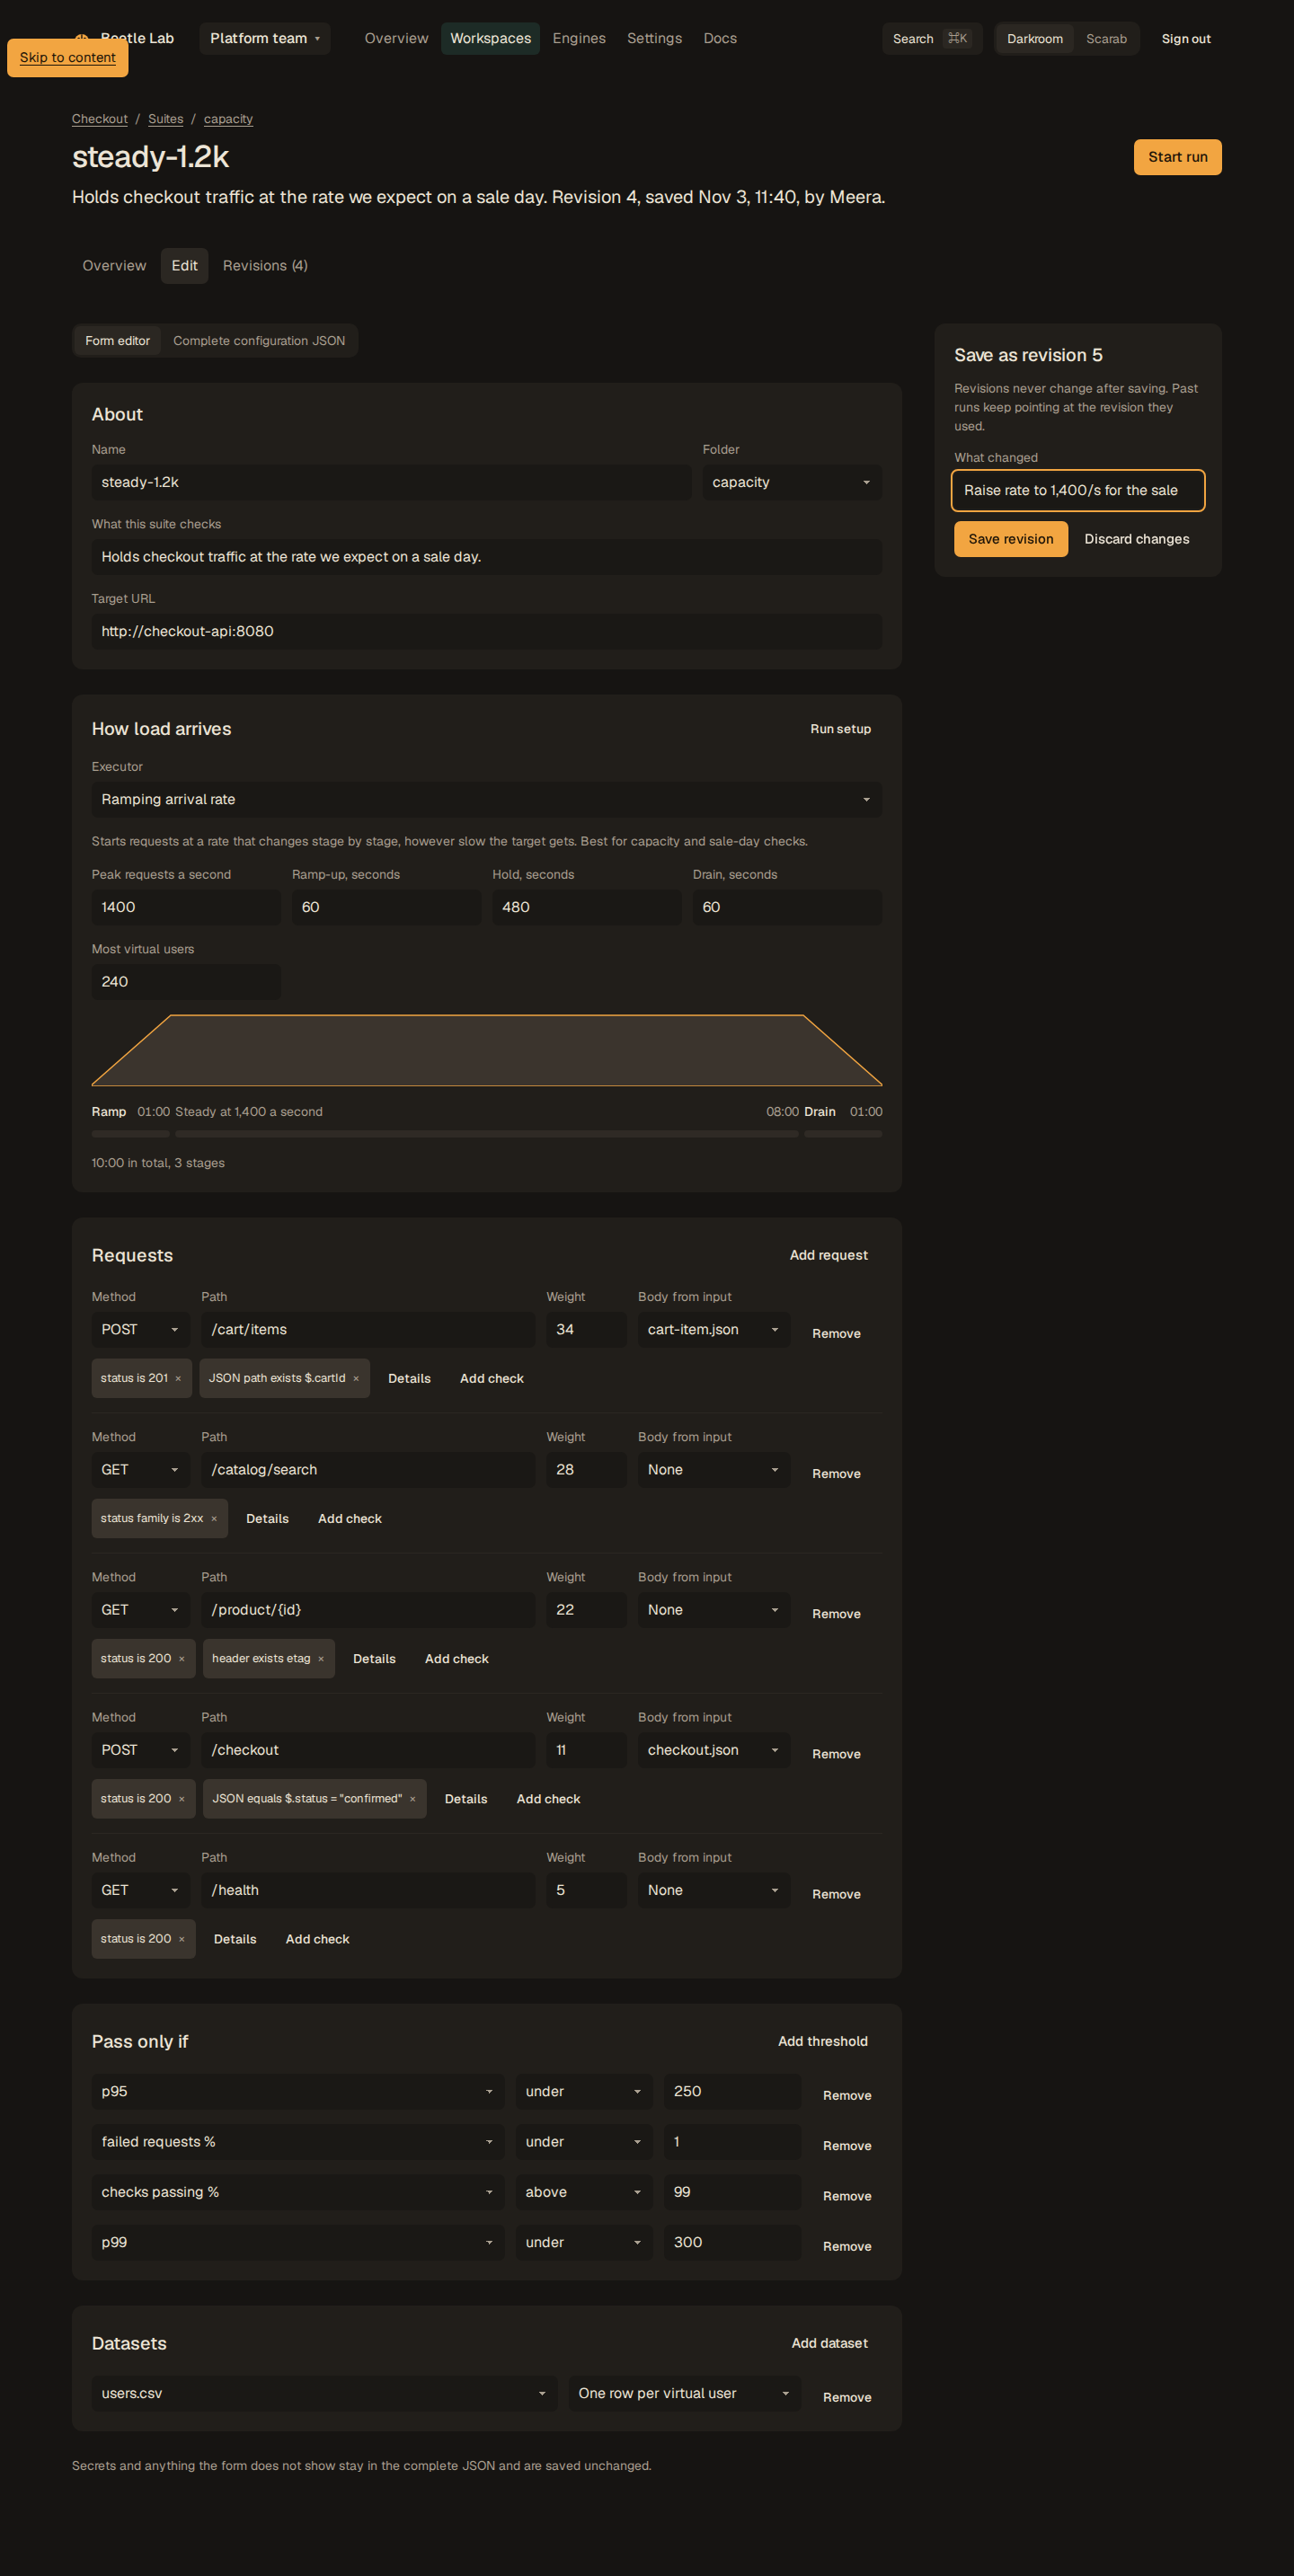 Beetle Lab
Platform team
Overview
Workspaces
Engines
Settings
Docs
Search ⌘K
Darkroom
Scarab
Sign out
Skip to content
Checkout / Suites / capacity
steady-1.2k
Start run
Holds checkout traffic at the rate we expect on a sale day. Revision 4, saved Nov 3, 11:40, by Meera.
Overview
Edit
Revisions (4)
Form editor
Complete configuration JSON
About
Name
Folder
steady-1.2k
capacity
What this suite checks
Holds checkout traffic at the rate we expect on a sale day.
Target URL
http://checkout-api:8080
Save as revision 5
Revisions never change after saving. Past
runs keep pointing at the revision they
used.
What changed
Raise rate to 1,400/s for the sale
Save revision
Discard changes
How load arrives
Run setup
Executor
Ramping arrival rate
Starts requests at a rate that changes stage by stage, however slow the target gets. Best for capacity and sale-day checks.
Peak requests a second
Ramp-up, seconds
Hold, seconds
Drain, seconds
1400
60
480
60
Most virtual users
240
Ramp 01:00
Steady at 1,400 a second 08:00
Drain 01:00
10:00 in total, 3 stages
Requests
Add request
Method
Path
Weight
Body from input
POST
/cart/items
34
cart-item.json
Remove
status is 201 ×
JSON path exists $.cartId ×
Details
Add check
Method
Path
Weight
Body from input
GET
/catalog/search
28
None
Remove
status family is 2xx ×
Details
Add check
Method
Path
Weight
Body from input
GET
/product/{id}
22
None
Remove
status is 200 ×
header exists etag ×
Details
Add check
Method
Path
Weight
Body from input
POST
/checkout
11
checkout.json
Remove
status is 200 ×
JSON equals $.status = "confirmed" ×
Details
Add check
Method
Path
Weight
Body from input
GET
/health
5
None
Remove
status is 200 ×
Details
Add check
Pass only if
Add threshold
p95
under
250
Remove
failed requests %
under
1
Remove
checks passing %
above
99
Remove
p99
under
300
Remove
Datasets
Add dataset
users.csv
One row per virtual user
Remove
Secrets and anything the form does not show stay in the complete JSON and are saved unchanged.